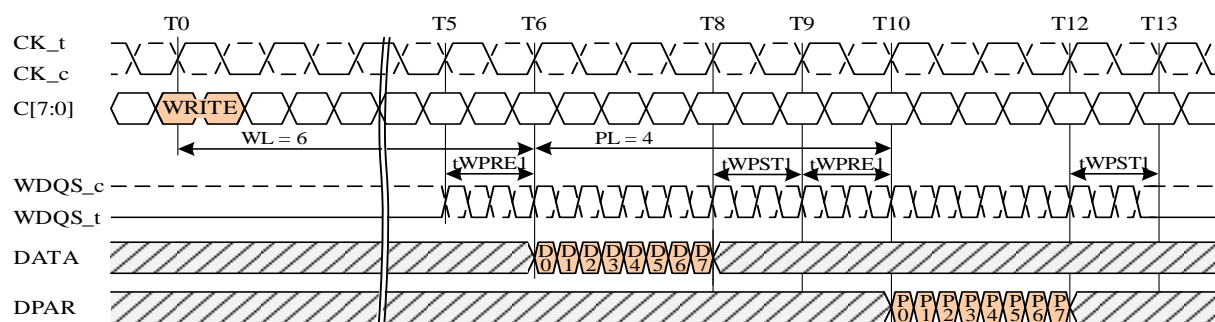 T0 T5 T6 T8 T9 T10 T12 T13
CK_t
CK_c
C[7:0] WRITE
WL = 6 PL = 4
tWPRE1 tWPST1 tWPRE1 tWPST1
WDQS_c
WDQS_t
DATA D0 D1 D2 D3 D4 D5 D6 D7
DPAR P0 P1 P2 P3 P4 P5 P6 P7